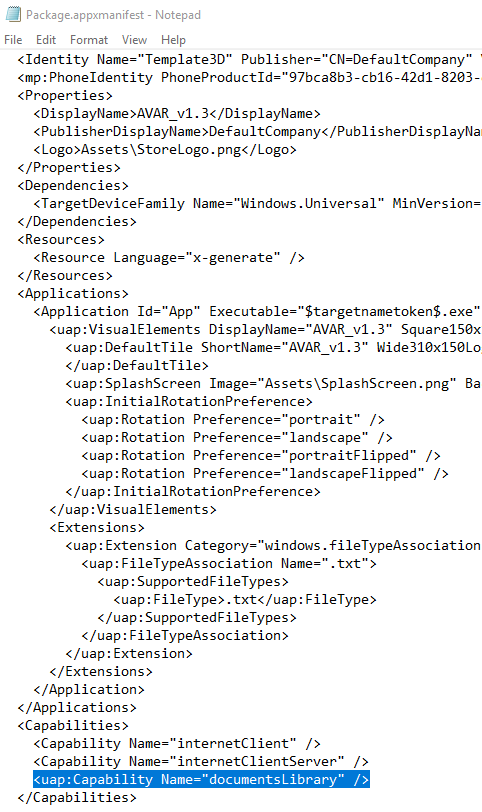 Package.appxmanifest - Notepad
File Edit Format View Help
<Identity Name="Template3D" Publisher="CN=DefaultCompany"
<mp:PhoneIdentity PhoneProductId="97bca8b3-cb16-42d1-8203-
<Properties>
<DisplayName>AVAR_v1.3</DisplayName>
<PublisherDisplayName>DefaultCompany</PublisherDisplayNa
<Logo>Assets\StoreLogo.png</Logo>
</Properties>
<Dependencies>
<TargetDeviceFamily Name="Windows.Universal" MinVersion=
</Dependencies>
<Resources>
<Resource Language="x-generate" />
</Resources>
<Applications>
<Application Id="App" Executable="$targetnametoken$.exe"
<uap:VisualElements DisplayName="AVAR_v1.3" Square150x
<uap:DefaultTile ShortName="AVAR_v1.3" Wide310x150Lo
</uap:DefaultTile>
<uap:SplashScreen Image="Assets\SplashScreen.png" Ba
<uap:InitialRotationPreference>
<uap:Rotation Preference="portrait" />
<uap:Rotation Preference="landscape" />
<uap:Rotation Preference="portraitFlipped" />
<uap:Rotation Preference="landscapeFlipped" />
</uap:InitialRotationPreference>
</uap:VisualElements>
<Extensions>
<uap:Extension Category="windows.fileTypeAssociation
<uap:FileTypeAssociation Name=".txt">
<uap:SupportedFileTypes>
<uap:FileType>.txt</uap:FileType>
</uap:SupportedFileTypes>
</uap:FileTypeAssociation>
</uap:Extension>
</Extensions>
</Application>
</Applications>
<Capabilities>
<Capability Name="internetClient" />
<Capability Name="internetClientServer" />
<uap:Capability Name="documentsLibrary" />
</Capabilities>